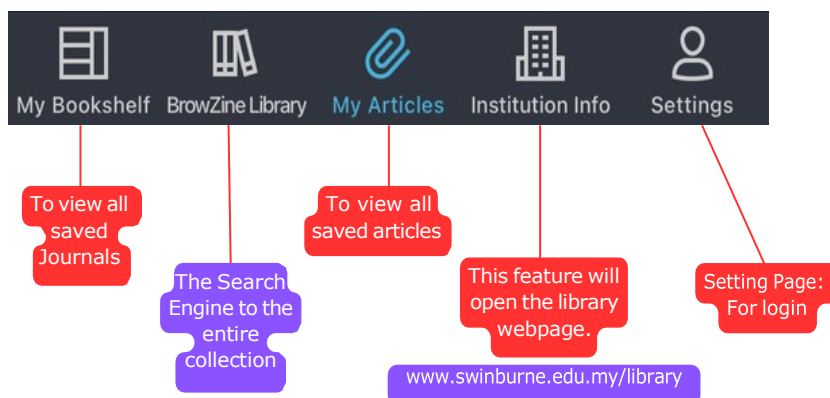 My Bookshelf
BrowZine Library
My Articles
Institution Info
Settings
To view all
saved
Journals
The Search
Engine to the
entire
collection
To view all
saved articles
This feature will
open the library
webpage.
www.swinburne.edu.my/library
Setting Page:
For login